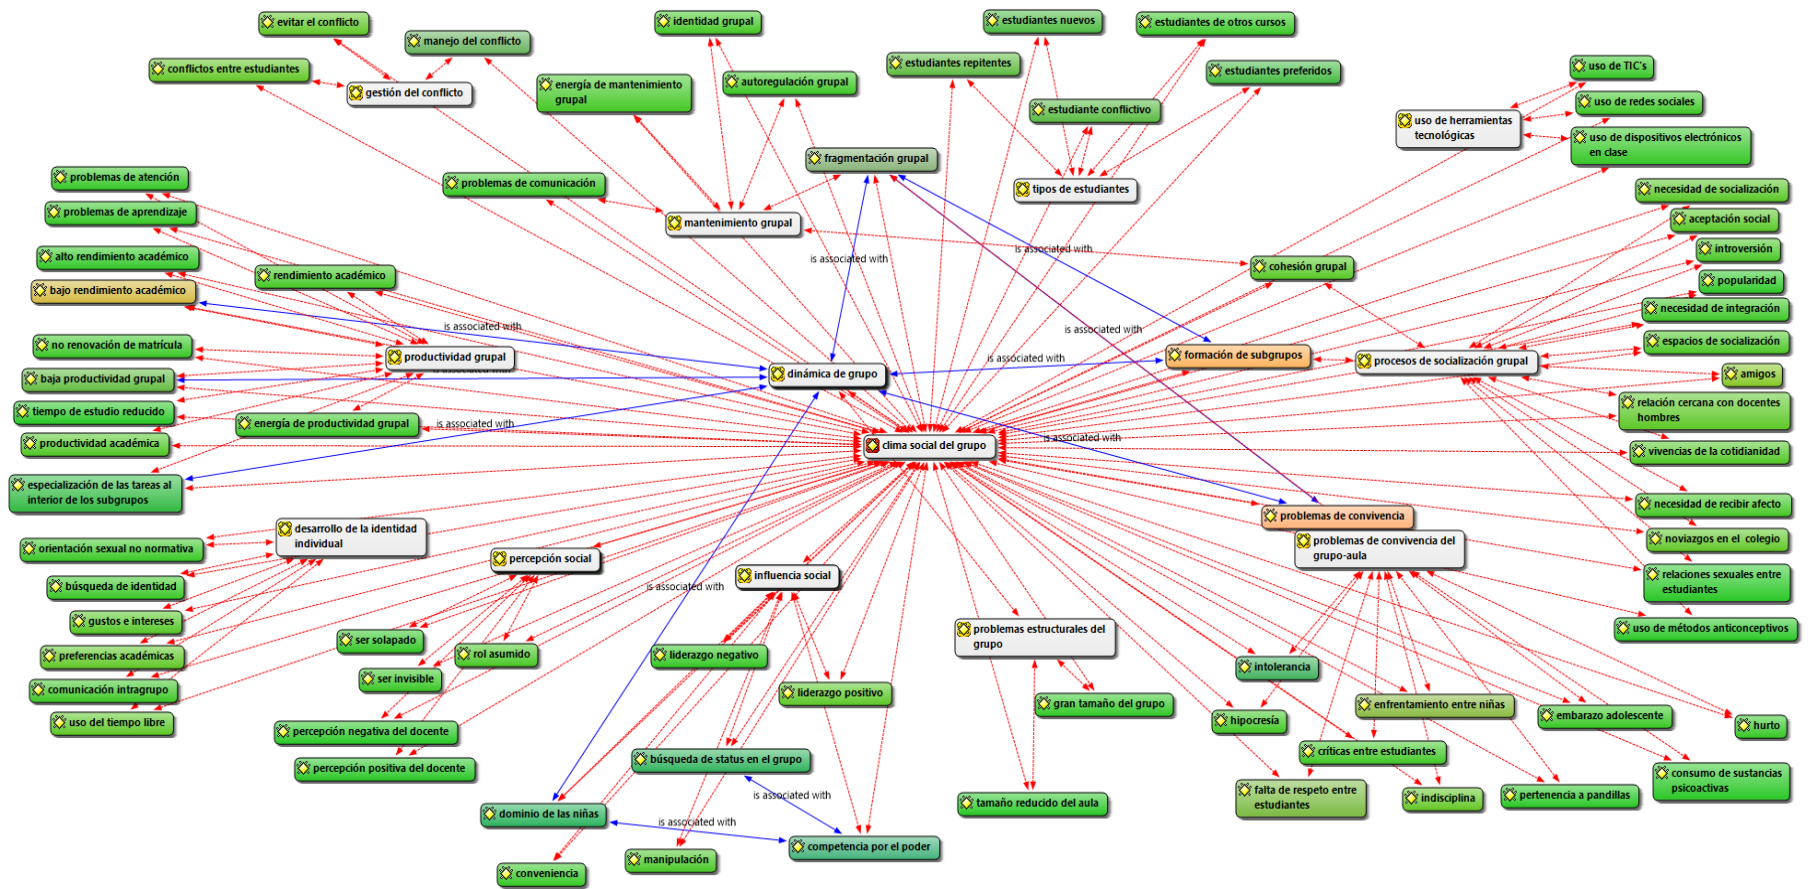 evitar el conflicto
manejo del conflicto
identidad grupal
estudiantes nuevos
estudiantes de otros cursos
conflictos entre estudiantes
gestión del conflicto
energía de mantenimiento
grupal
autoregulación grupal
estudiantes repitentes
estudiantes preferidos
estudiante conflictivo
uso de TIC's
uso de redes sociales
uso de herramientas
tecnológicas
uso de dispositivos electrónicos
en clase
fragmentación grupal
tipos de estudiantes
problemas de atención
problemas de comunicación
necesidad de socialización
problemas de aprendizaje
mantenimiento grupal
aceptación social
is associated with
is associated with
introversión
alto rendimiento académico
rendimiento académico
cohesión grupal
popularidad
bajo rendimiento académico
necesidad de integración
is associated with
is associated with
no renovación de matrícula
productividad grupal
is associated with
formación de subgrupos
procesos de socialización grupal
espacios de socialización
baja productividad grupal
dinámica de grupo
amigos
tiempo de estudio reducido
energía de productividad grupal
is associated with
relación cercana con docentes
hombres
productividad académica
clima social del grupo
is associated with
vivencias de la cotidianidad
especialización de las tareas al
interior de los subgrupos
necesidad de recibir afecto
desarrollo de la identidad
individual
problemas de convivencia
noviazgos en el colegio
orientación sexual no normativa
percepción social
problemas de convivencia del
grupo-aula
búsqueda de identidad
influencia social
is associated with
relaciones sexuales entre
estudiantes
gustos e intereses
ser solapado
problemas estructurales del
grupo
uso de métodos anticonceptivos
preferencias académicas
rol asumido
liderazgo negativo
intolerancia
comunicación intragrupo
ser invisible
liderazgo positivo
gran tamaño del grupo
enfrentamiento entre niñas
uso del tiempo libre
percepción negativa del docente
hipocresía
embarazo adolescente
hurto
percepción positiva del docente
búsqueda de status en el grupo
críticas entre estudiantes
consumo de sustancias
psicoactivas
is associated with
falta de respeto entre
estudiantes
indisciplina
pertenencia a pandillas
dominio de las niñas
is associated with
tamaño reducido del aula
competencia por el poder
conveniencia
manipulación